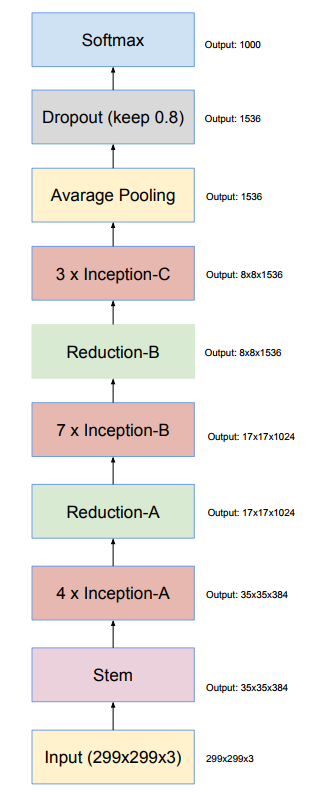 Softmax
Output: 1000
Dropout (keep 0.8)
Output: 1536
Avarage Pooling
Output: 1536
3 x Inception-C
Output: 8x8x1536
Reduction-B
Output: 8x8x1536
7 x Inception-B
Output: 17x17x1024
Reduction-A
Output: 17x17x1024
4 x Inception-A
Output: 35x35x384
Stem
Output: 35x35x384
Input (299x299x3)
299x299x3